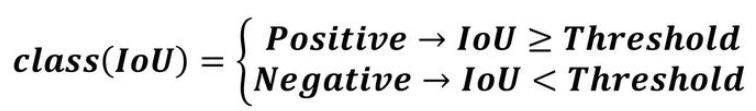 class(IoU) = { Positive → IoU ≥ Threshold
Negative → IoU < Threshold